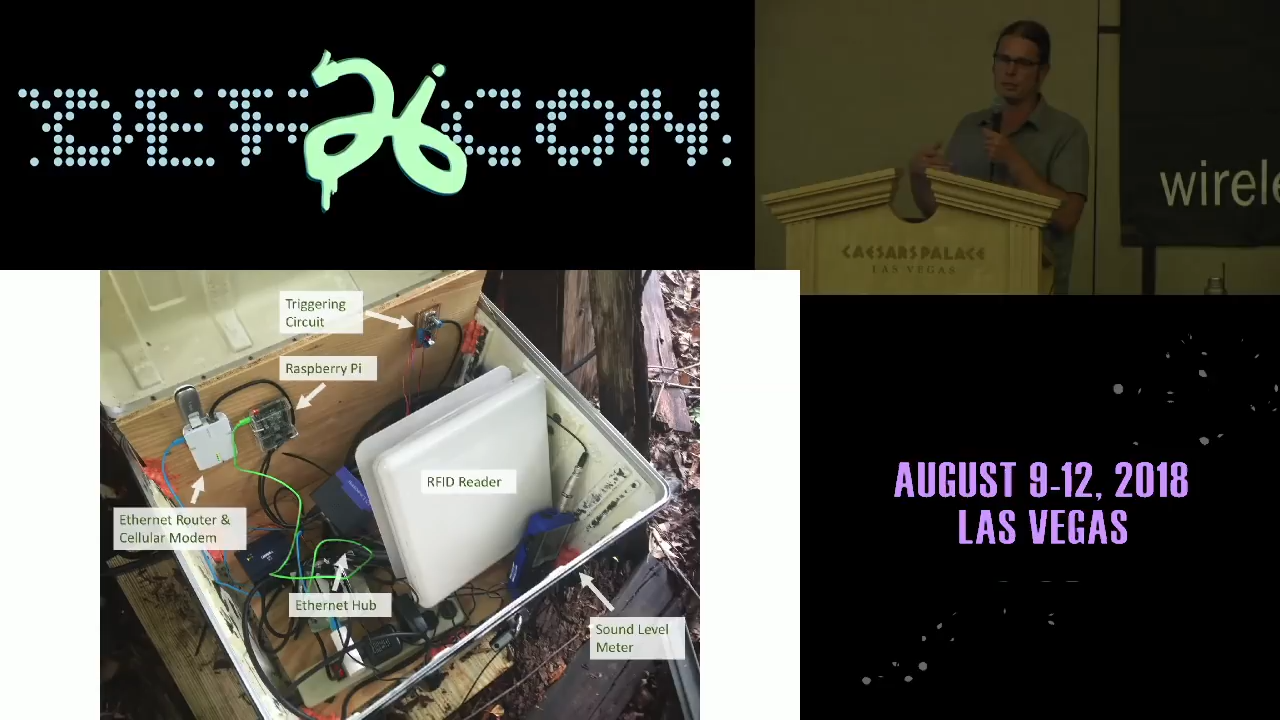 DEF CON
26
wirele
CAESARS PALACE
LAS VEGAS
Triggering
Circuit
Raspberry Pi
RFID Reader
Ethernet Router &
Cellular Modem
Ethernet Hub
Sound Level
Meter
AUGUST 9-12, 2018
LAS VEGAS